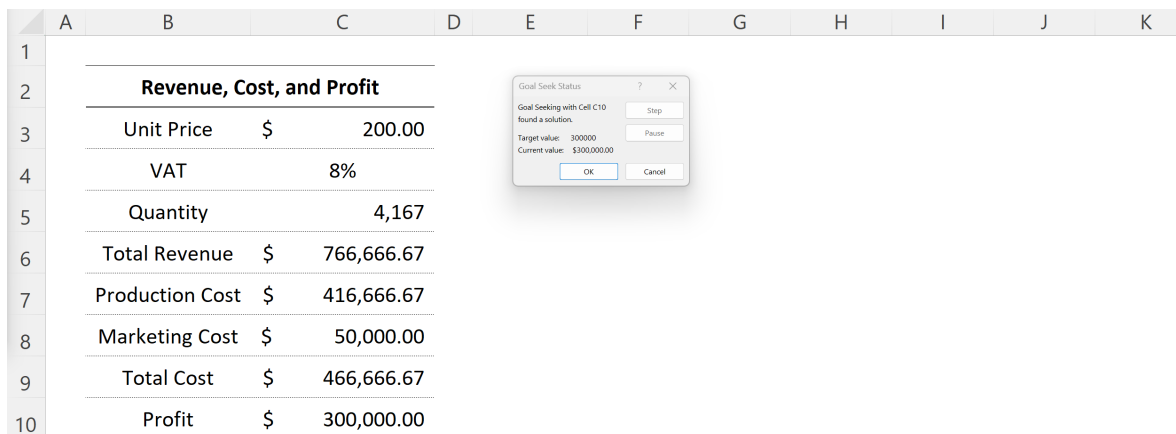 A B C D E F G H I J K
1
2 Revenue, Cost, and Profit
3 Unit Price $ 200.00
4 VAT 8%
5 Quantity 4,167
6 Total Revenue $ 766,666.67
7 Production Cost $ 416,666.67
8 Marketing Cost $ 50,000.00
9 Total Cost $ 466,666.67
10 Profit $ 300,000.00
Goal Seek Status ? ×
Goal Seeking with Cell C10
found a solution.
Target value: 300000
Current value: $300,000.00
Step
Pause
OK Cancel